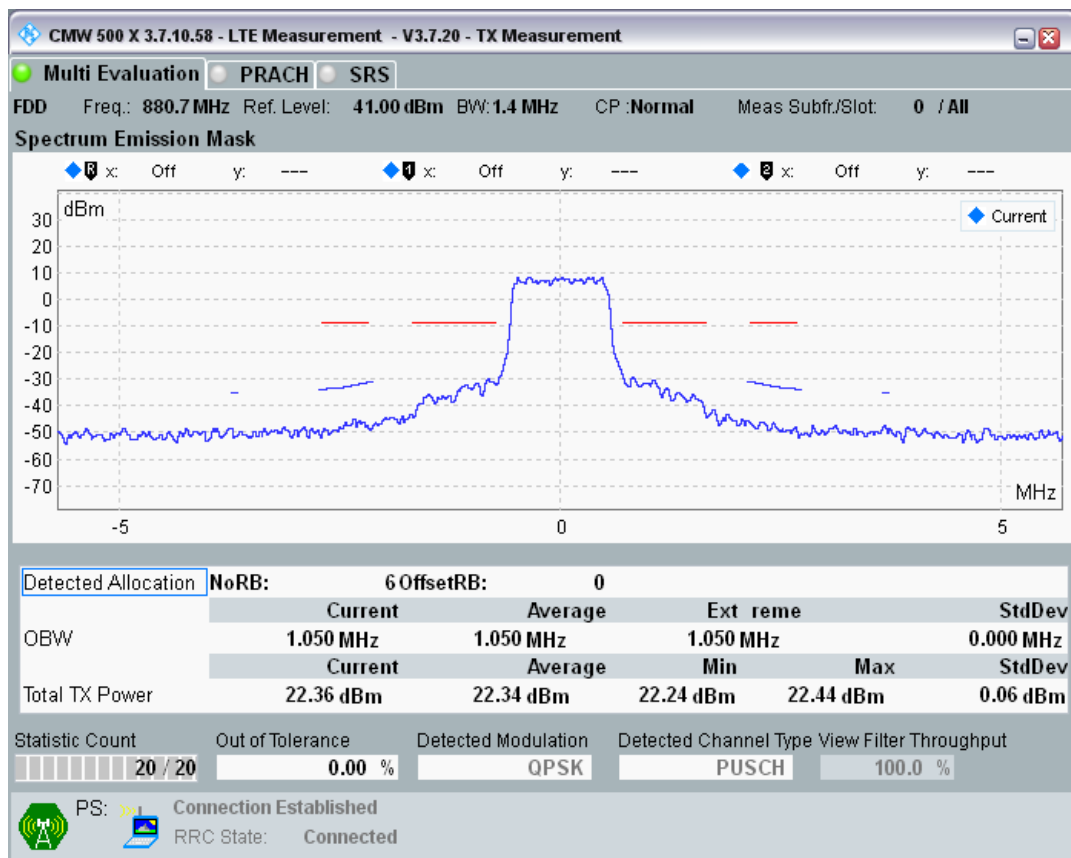 CMW 500 X 3.7.10.58 - LTE Measurement - V3.7.20 - TX Measurement
Multi Evaluation PRACH SRS
FDD Freq.: 880.7 MHz Ref. Level: 41.00 dBm BW: 1.4 MHz CP :Normal Meas Subfr./Slot: 0 / All
Spectrum Emission Mask
R x: Off y: --- 1 x: Off y: --- 2 x: Off y: ---
dBm
Current
30
20
10
0
-10
-20
-30
-40
-50
-60
-70
MHz
-5 0 5
Detected Allocation NoRB: 6 OffsetRB: 0
Current Average Ext reme StdDev
OBW 1.050 MHz 1.050 MHz 1.050 MHz 0.000 MHz
Current Average Min Max StdDev
Total TX Power 22.36 dBm 22.34 dBm 22.24 dBm 22.44 dBm 0.06 dBm
Statistic Count Out of Tolerance Detected Modulation Detected Channel Type View Filter Throughput
20 / 20 0.00 % QPSK PUSCH 100.0 %
PS: Connection Established
RRC State: Connected